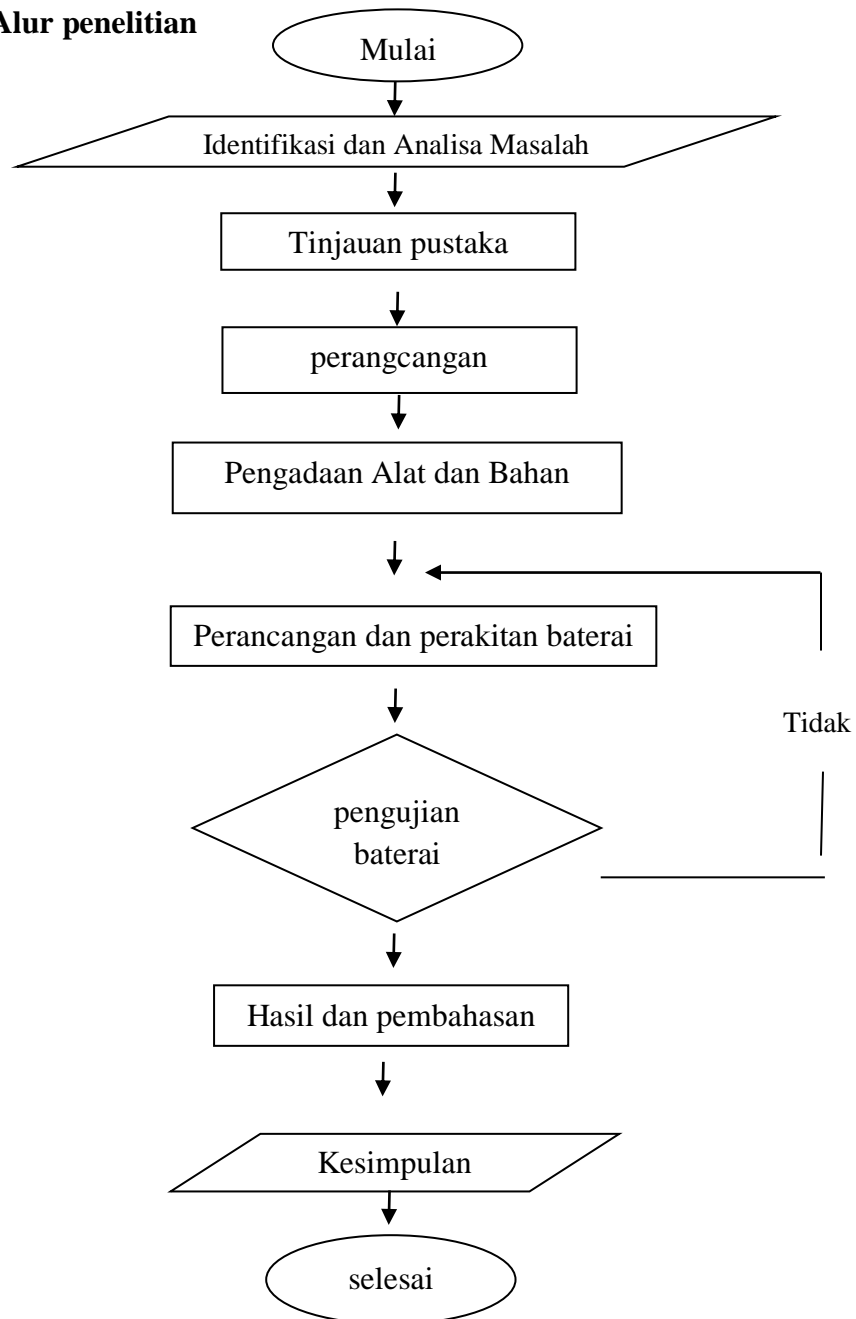 Alur penelitian
Mulai
Identifikasi dan Analisa Masalah
Tinjauan pustaka
perangcangan
Pengadaan Alat dan Bahan
Perancangan dan perakitan baterai
Tidak
pengujian
baterai
Hasil dan pembahasan
Kesimpulan
selesai